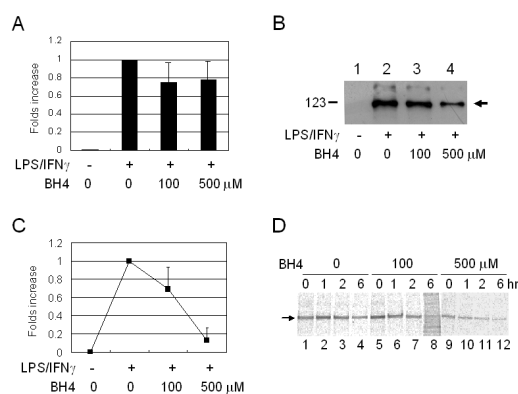 A
Folds increase
1.2
1
0.8
0.6
0.4
0.2
0
LPS/IFNγ - + + +
BH4 0 0 100 500 μM
B
1 2 3 4
123
LPS/IFNγ - + + +
BH4 0 0 100 500 μM
C
Folds increase
1.2
1
0.8
0.6
0.4
0.2
0
LPS/IFNγ - + + +
BH4 0 0 100 500 μM
D
BH4 0 100 500 μM
0 1 2 6 0 1 2 6 0 1 2 6 hr
1 2 3 4 5 6 7 8 9 10 11 12